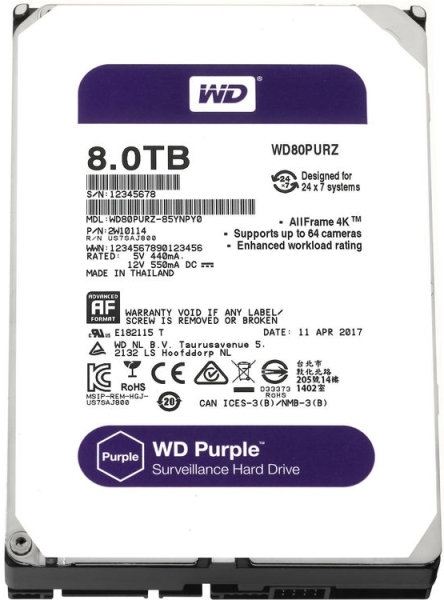 WD
8.0TB
WD80PURZ
S/N: 12345678
24
x7
Designed for
24 x 7 systems
MDL: WD80PURZ-85YNPY0
P/N: 2W10114
R/N: US7SAJ800
WWN: 1234567890123456
RATED: 5V 440mA.
12V 550mA DC
MADE IN THAILAND
• AllFrame 4K™
• Supports up to 64 cameras
• Enhanced workload rating
ADVANCED
AF
FORMAT
WARRANTY VOID IF ANY LABEL/
SCREW IS REMOVED OR BROKEN
E182115 T
DATE: 11 APR 2017
WD NL B.V. Taurusavenue 5.
2132 LS Hoofddorp NL
RoHS
D33373
ROHS
台北市
敦化北路
205號14樓
1402室
MSIP-REM-HGJ-
US7SAJ800
20
CAN ICES-3(B)/NMB-3(B)
Purple
WD Purple™
Surveillance Hard Drive